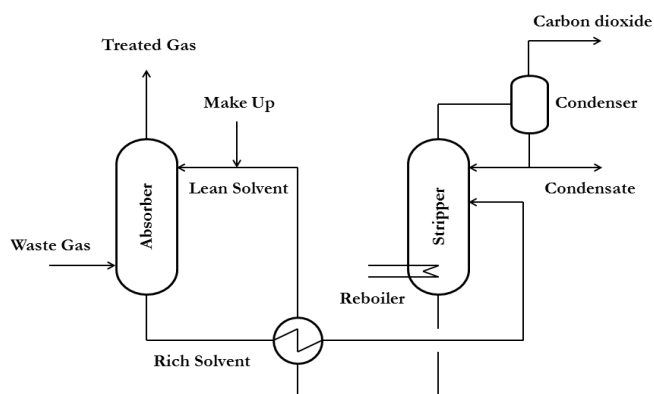 Carbon dioxide
Treated Gas
Make Up
Condenser
Absorber
Lean Solvent
Stripper
Condensate
Waste Gas
Reboiler
Rich Solvent